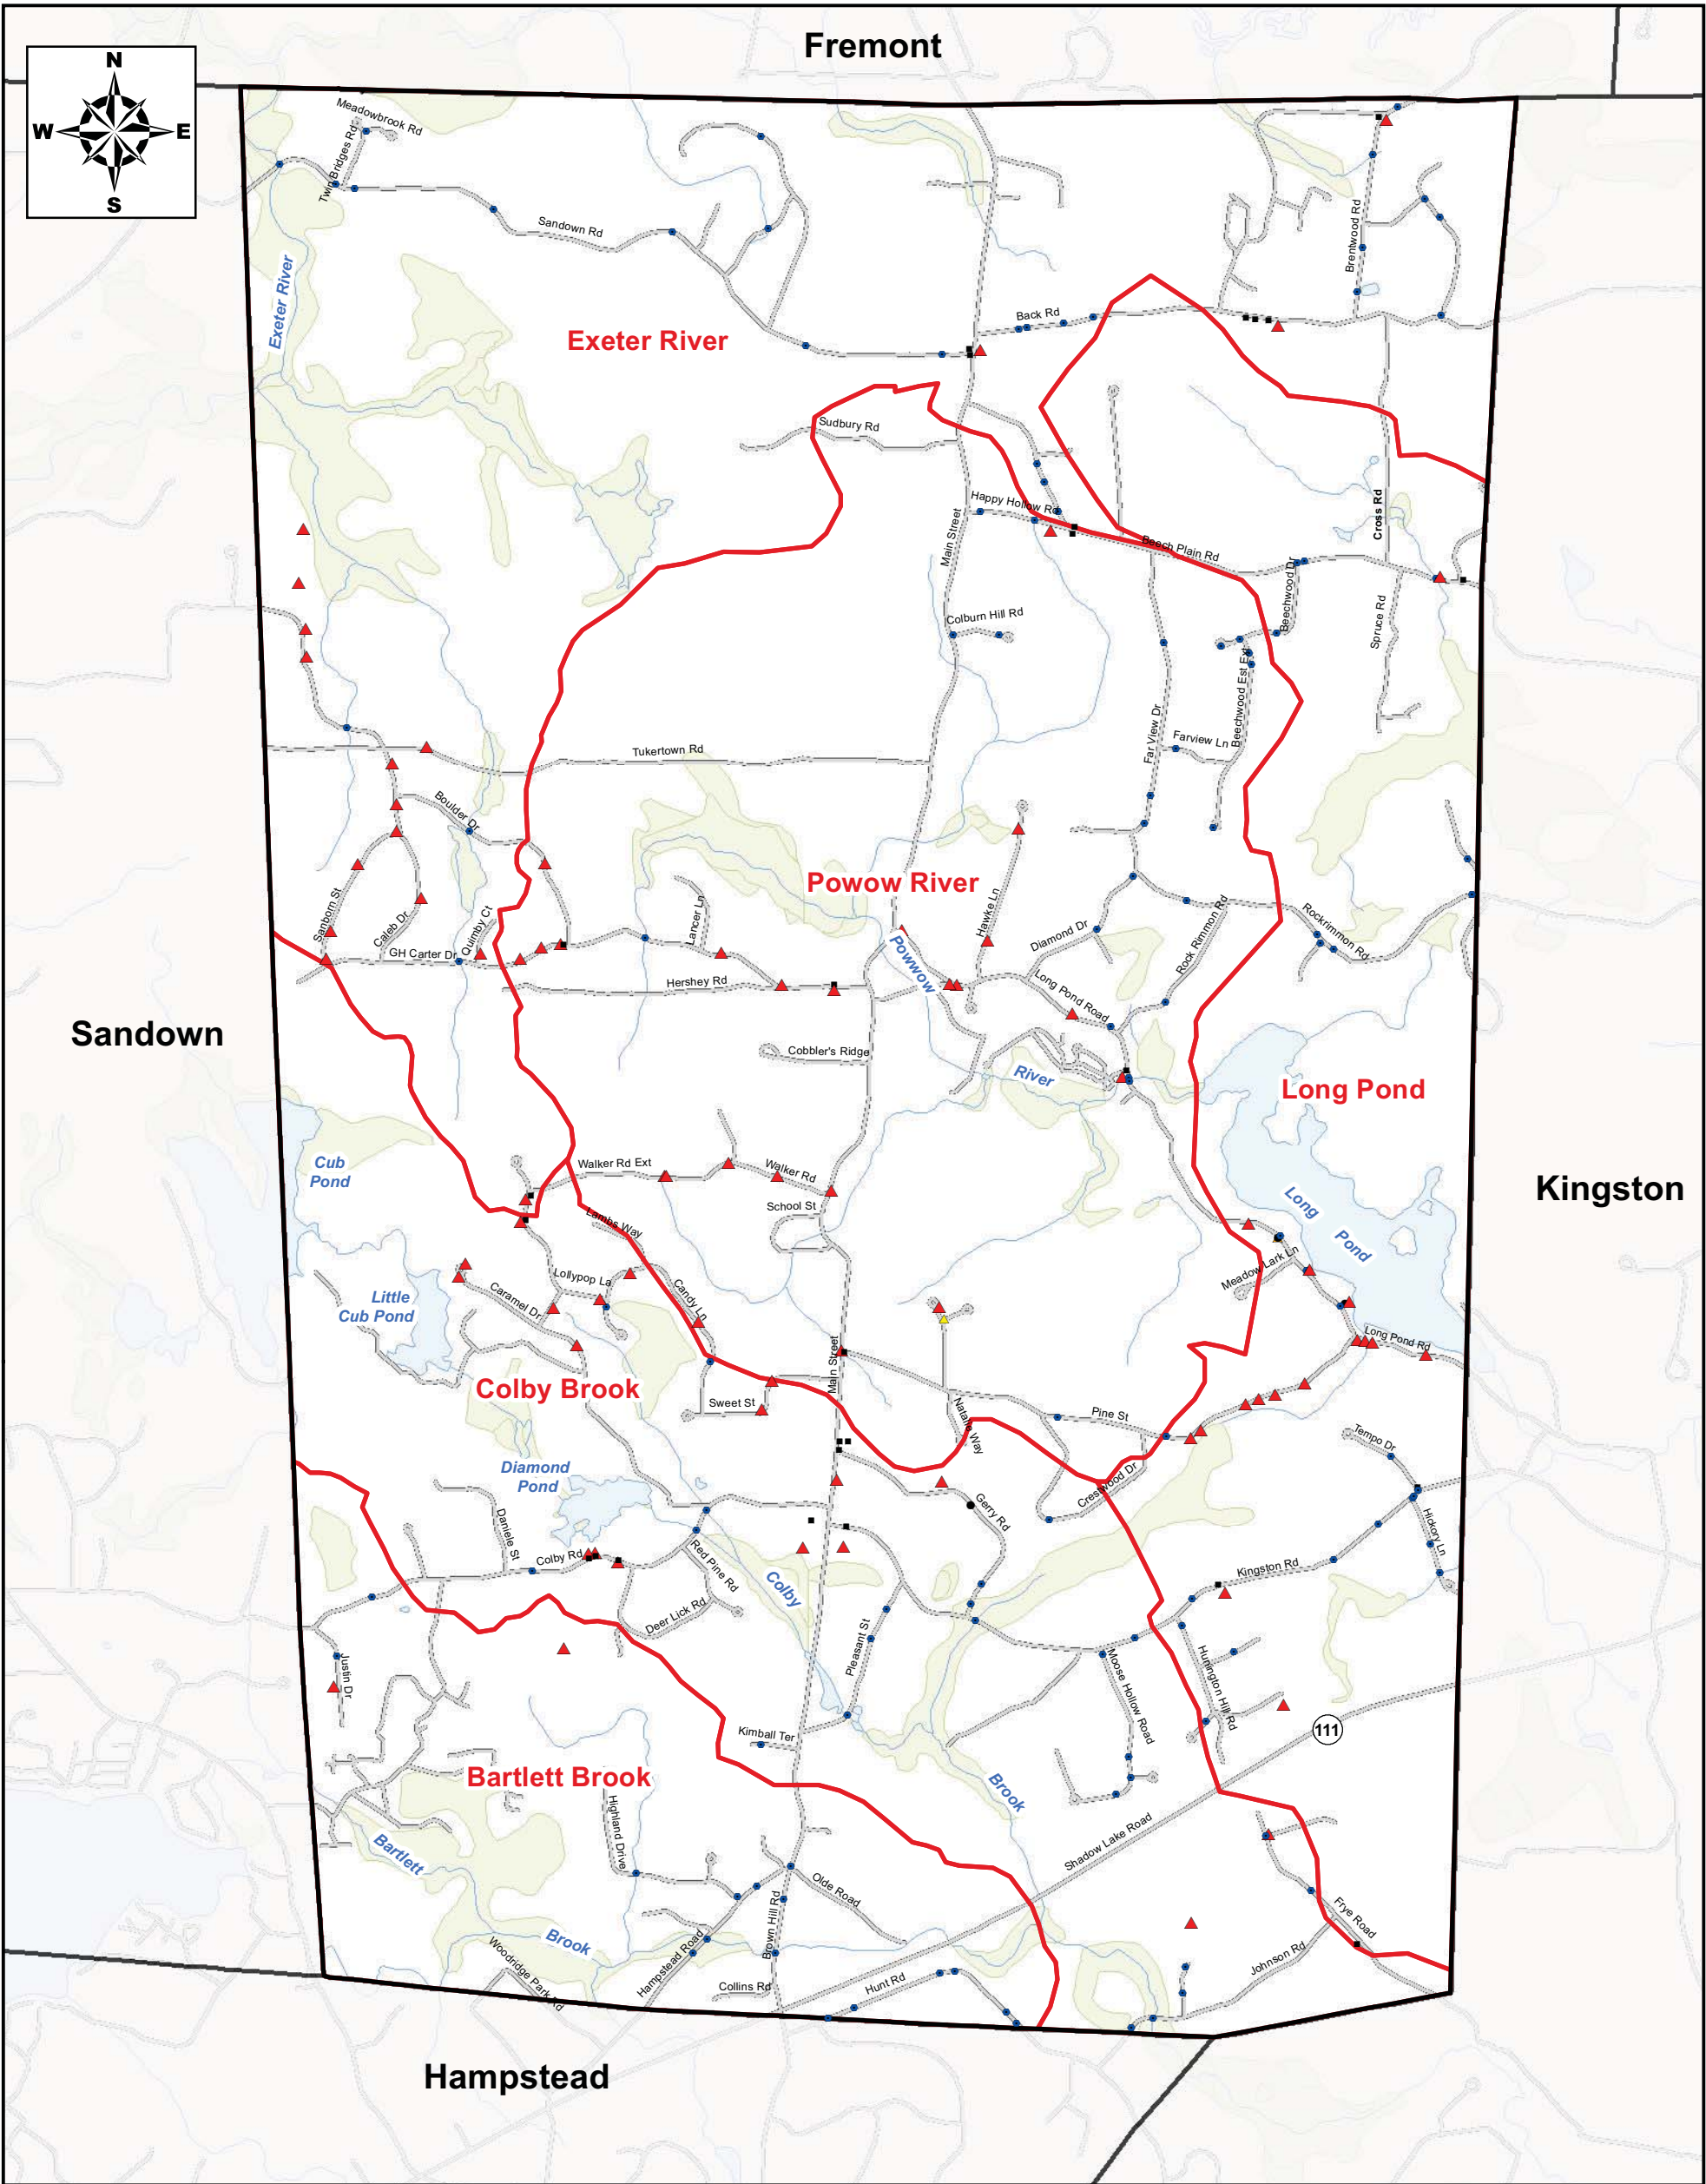 Fremont
N
W
E
S
Meadowbrook Rd
Twin Bridges Rd
Sandown Rd
Brentwood Rd
Exeter River
Back Rd
Exeter River
Sudbury Rd
Happy Hollow Rd
Main Street
Cross Rd
Beech Plain Rd
Beechwood Dr
Colburn Hill Rd
Spruce Rd
Beechwood Est Ext
Far View Dr
Farview Ln
Tukertown Rd
Boulder Dr
Powow River
Sanborn St
Caleb Dr
Quimby Ct
Lancer Ln
Hawke Ln
Diamond Dr
Rock Rimmon Rd
Rockrimmon Rd
GH Carter Dr
Powwow
Hershey Rd
Long Pond Road
Sandown
Cobbler's Ridge
River
Long Pond
Cub
Pond
Walker Rd Ext
Walker Rd
Kingston
School St
Long
Pond
Lambs Way
Meadow Lark Ln
Lollypop La
Candy Ln
Caramel Dr
Little
Cub Pond
Main Street
Long Pond Rd
Colby Brook
Sweet St
Natalie Way
Pine St
Tempo Dr
Diamond
Pond
Crestwood Dr
Gerry Rd
Daniele St
Hickory Ln
Colby Rd
Red Pine Rd
Kingston Rd
Colby
Deer Lick Rd
Pleasant St
Justin Dr
Moose Hollow Road
Hunington Hill Rd
Kimball Ter
111
Bartlett Brook
Brook
Highland Drive
Bartlett
Shadow Lake Road
Olde Road
Brown Hill Rd
Frye Road
Brook
Hampstead Road
Woodridge Park Rd
Johnson Rd
Collins Rd
Hunt Rd
Hampstead